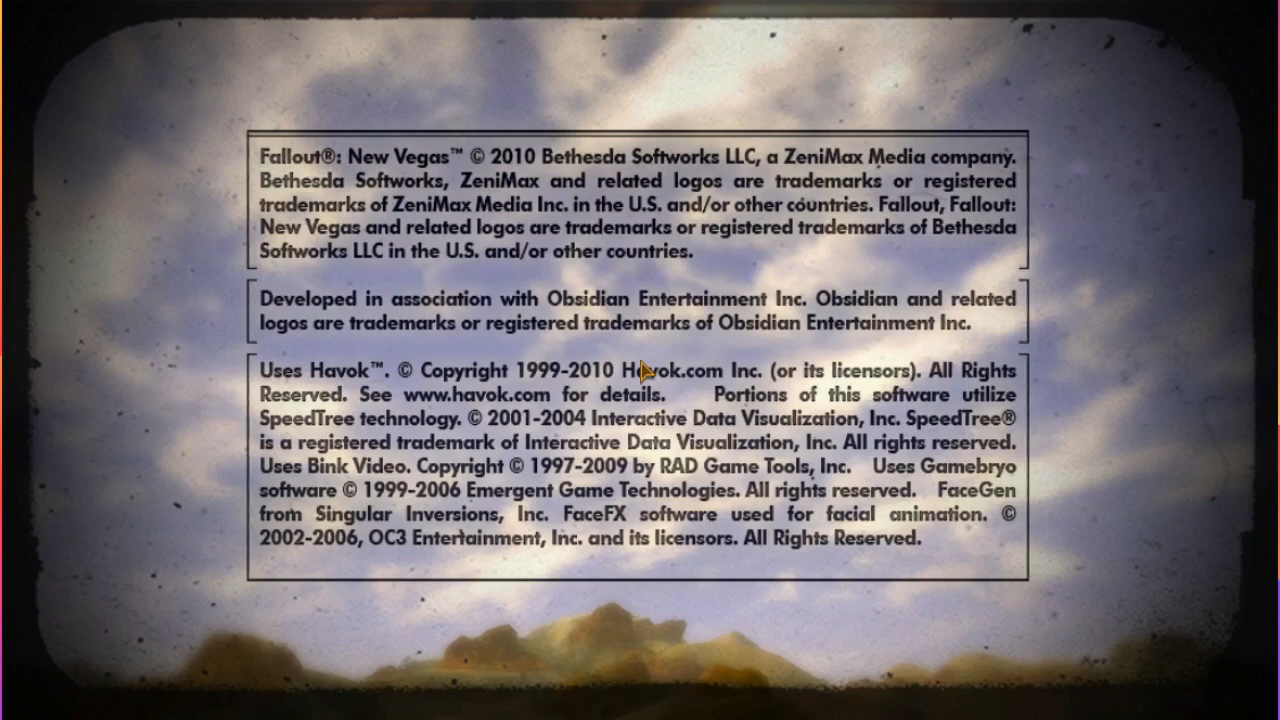 Fallout®: New Vegas™ © 2010 Bethesda Softworks LLC, a ZeniMax Media company.
Bethesda Softworks, ZeniMax and related logos are trademarks or registered
trademarks of ZeniMax Media Inc. in the U.S. and/or other countries. Fallout, Fallout:
New Vegas and related logos are trademarks or registered trademarks of Bethesda
Softworks LLC in the U.S. and/or other countries.
Developed in association with Obsidian Entertainment Inc. Obsidian and related
logos are trademarks or registered trademarks of Obsidian Entertainment Inc.
Uses Havok™. © Copyright 1999-2010 Havok.com Inc. (or its licensors). All Rights
Reserved. See www.havok.com for details. Portions of this software utilize
SpeedTree technology. © 2001-2004 Interactive Data Visualization, Inc. SpeedTree®
is a registered trademark of Interactive Data Visualization, Inc. All rights reserved.
Uses Bink Video. Copyright © 1997-2009 by RAD Game Tools, Inc. Uses Gamebryo
software © 1999-2006 Emergent Game Technologies. All rights reserved. FaceGen
from Singular Inversions, Inc. FaceFX software used for facial animation. ©
2002-2006, OC3 Entertainment, Inc. and its licensors. All Rights Reserved.